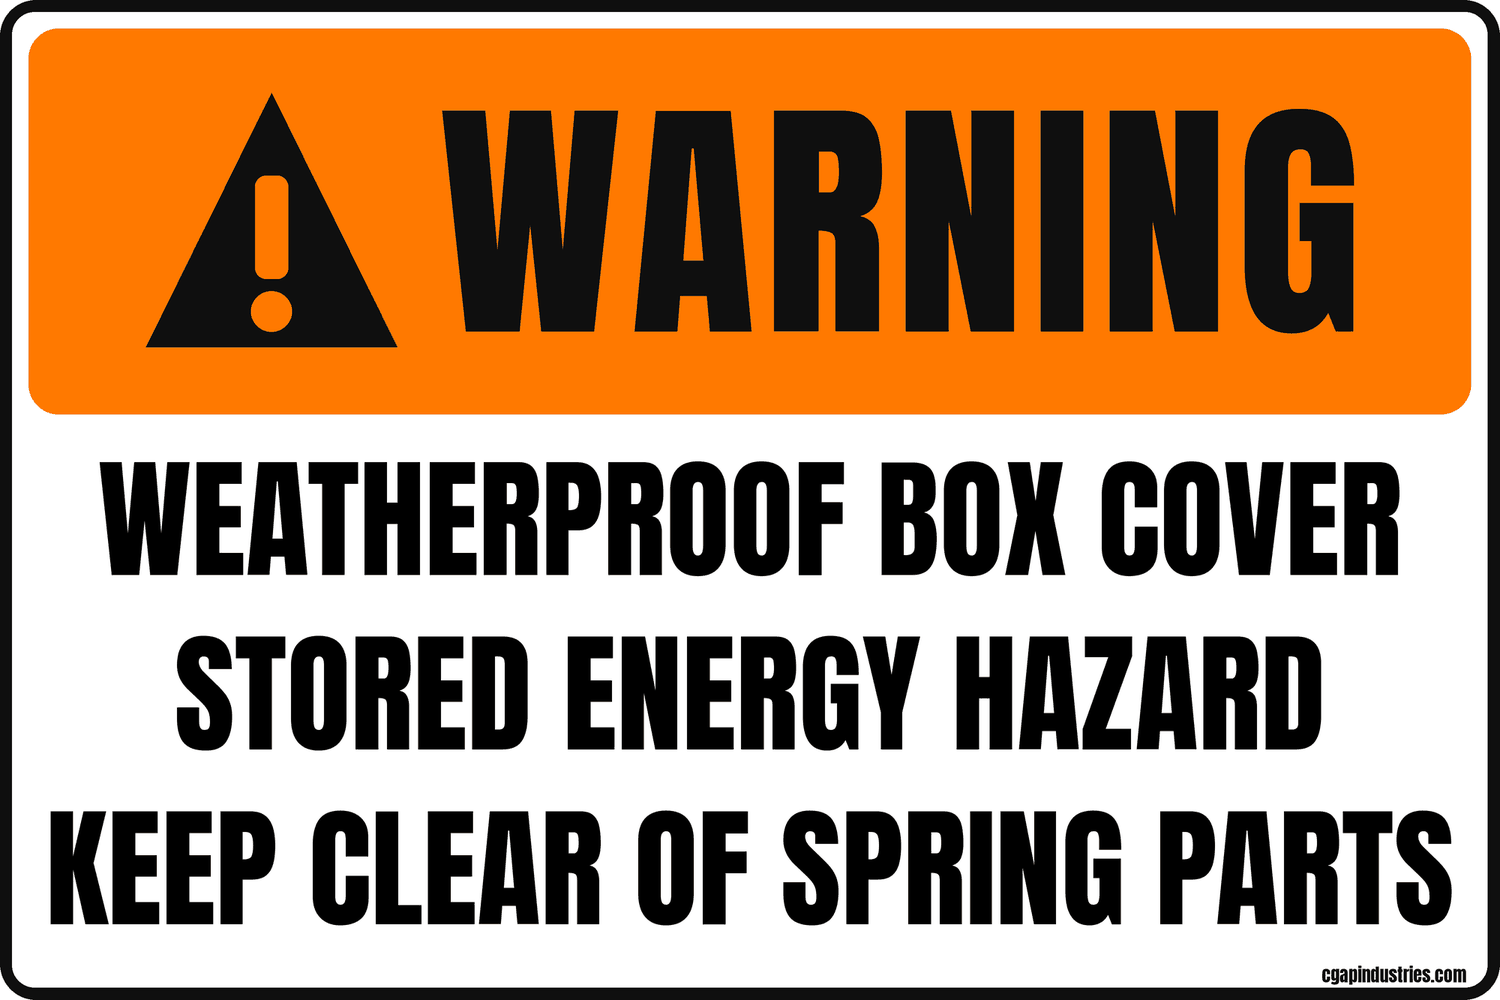 WARNING
WEATHERPROOF BOX COVER
STORED ENERGY HAZARD
KEEP CLEAR OF SPRING PARTS
cgapindustries.com